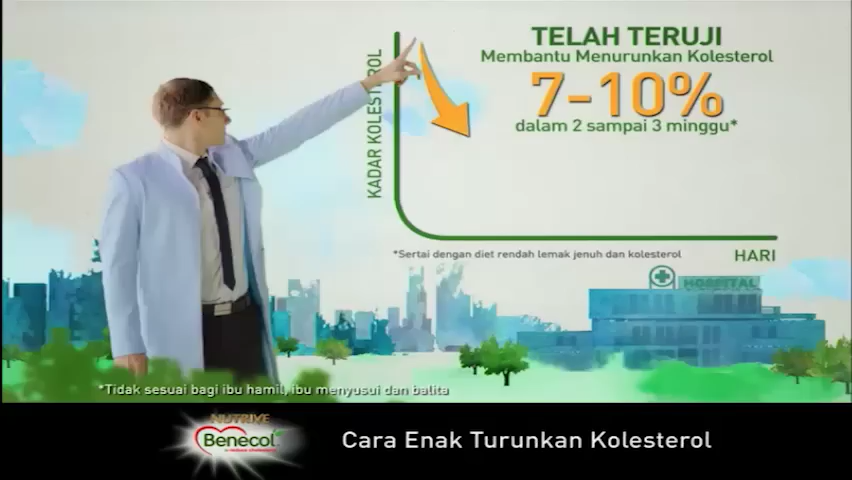 TELAH TERUJI
Membantu Menurunkan Kolesterol
7-10%
dalam 2 sampai 3 minggu*
KADAR KOLESTEROL
*Sertai dengan diet rendah lemak jenuh dan kolesterol
HARI
HOSPITAL
*Tidak sesuai bagi ibu hamil, ibu menyusui dan balita
NUTRIVE
Benecol
Cara Enak Turunkan Kolesterol